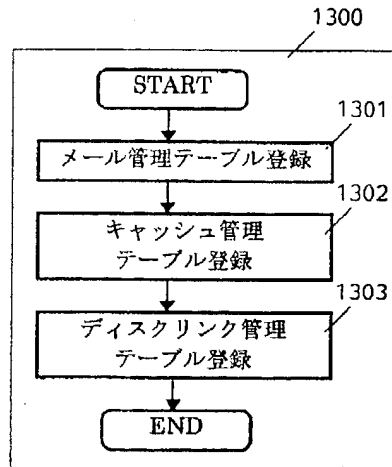 1300
START
1301
メール管理テーブル登録
1302
キャッシュ管理
テーブル登録
1303
ディスクリンク管理
テーブル登録
END